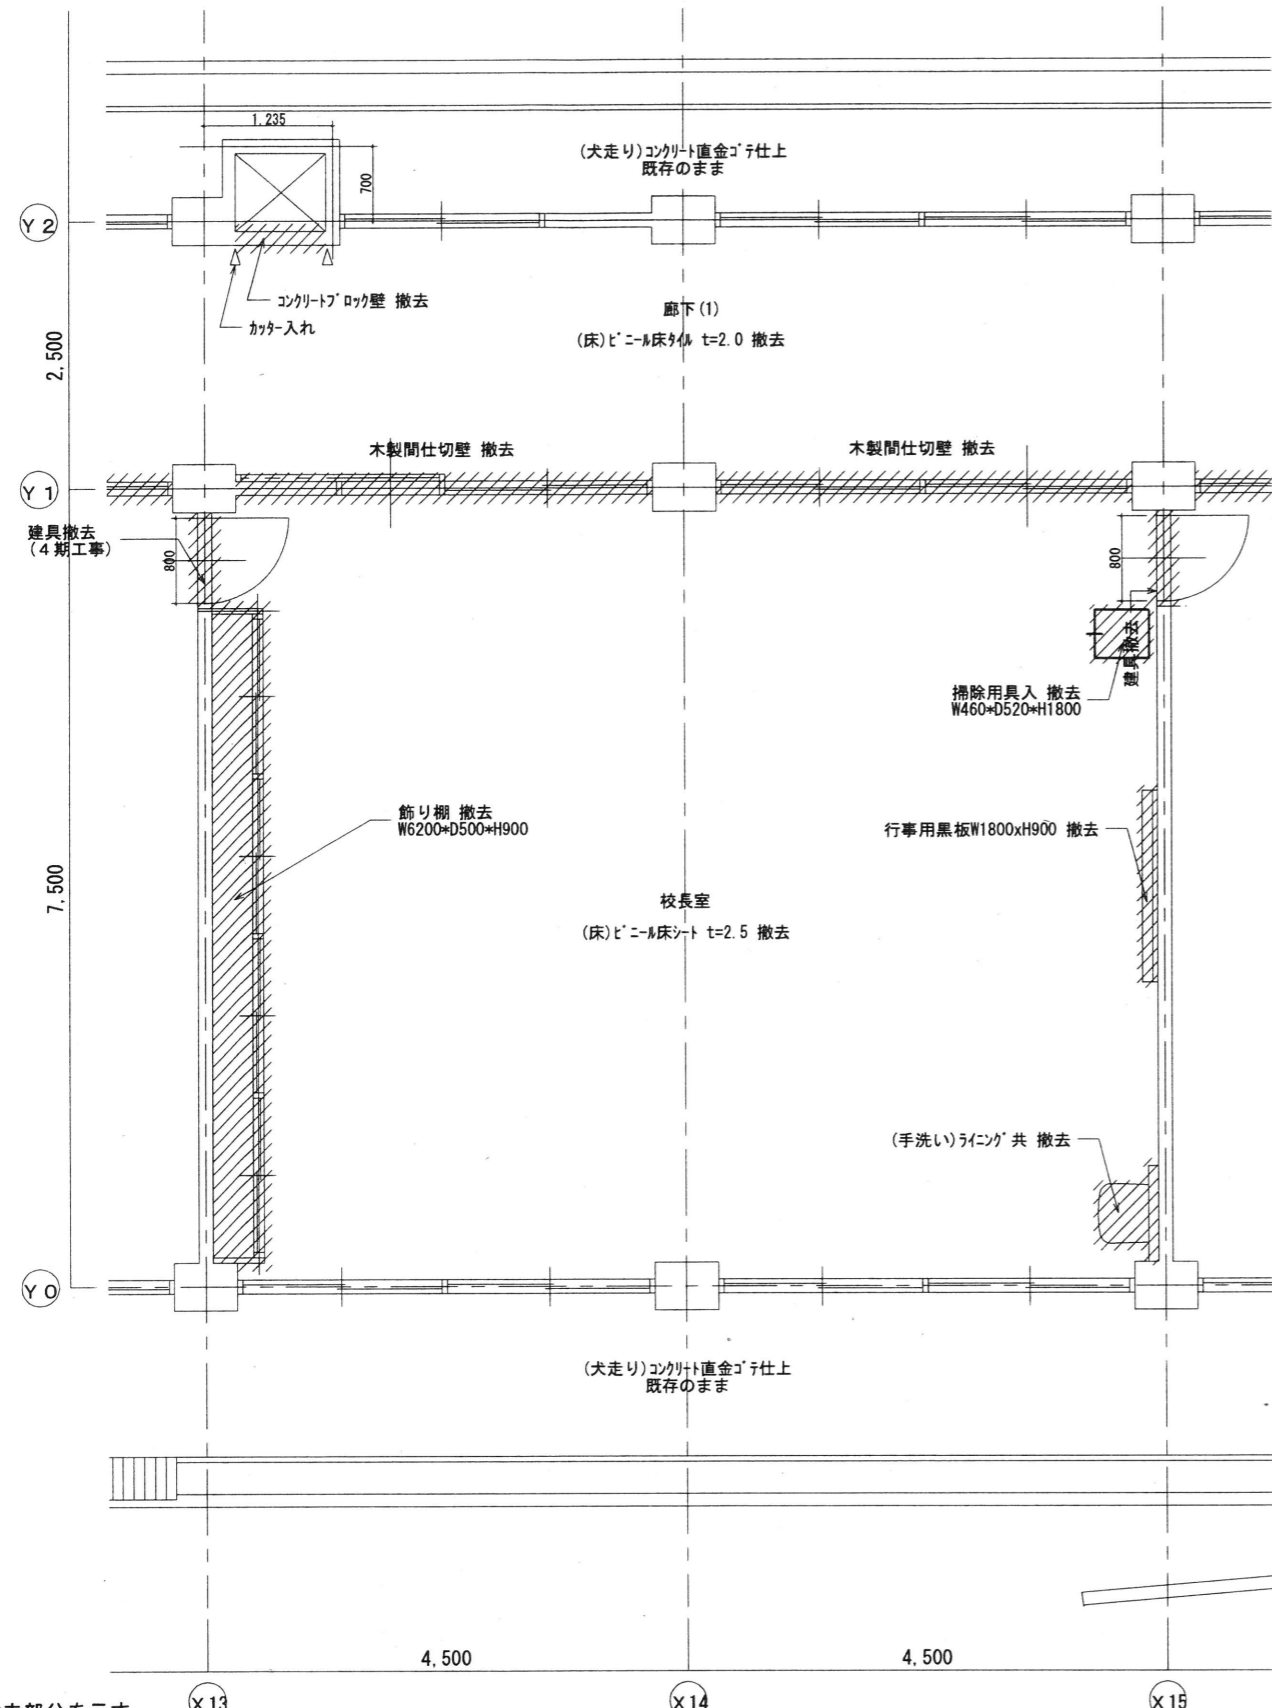 1.235
(犬走り)コンクリート直金ゴテ仕上
既存のまま
700
Y2
コンクリートブロック壁 撤去
カッター入れ
廊下(1)
(床)ビニール床タイル t=2.0 撤去
2,500
木製間仕切壁 撤去
木製間仕切壁 撤去
Y1
建具撤去
(4期工事)
800
800
建具撤去
掃除用具入 撤去
W460*D520*H1800
飾り棚 撤去
W6200*D500*H900
行事用黒板W1800xH900 撤去
7,500
校長室
(床)ビニール床シート t=2.5 撤去
(手洗い)ライニング共 撤去
Y0
(犬走り)コンクリート直金ゴテ仕上
既存のまま
4,500
4,500
X13
X14
X15